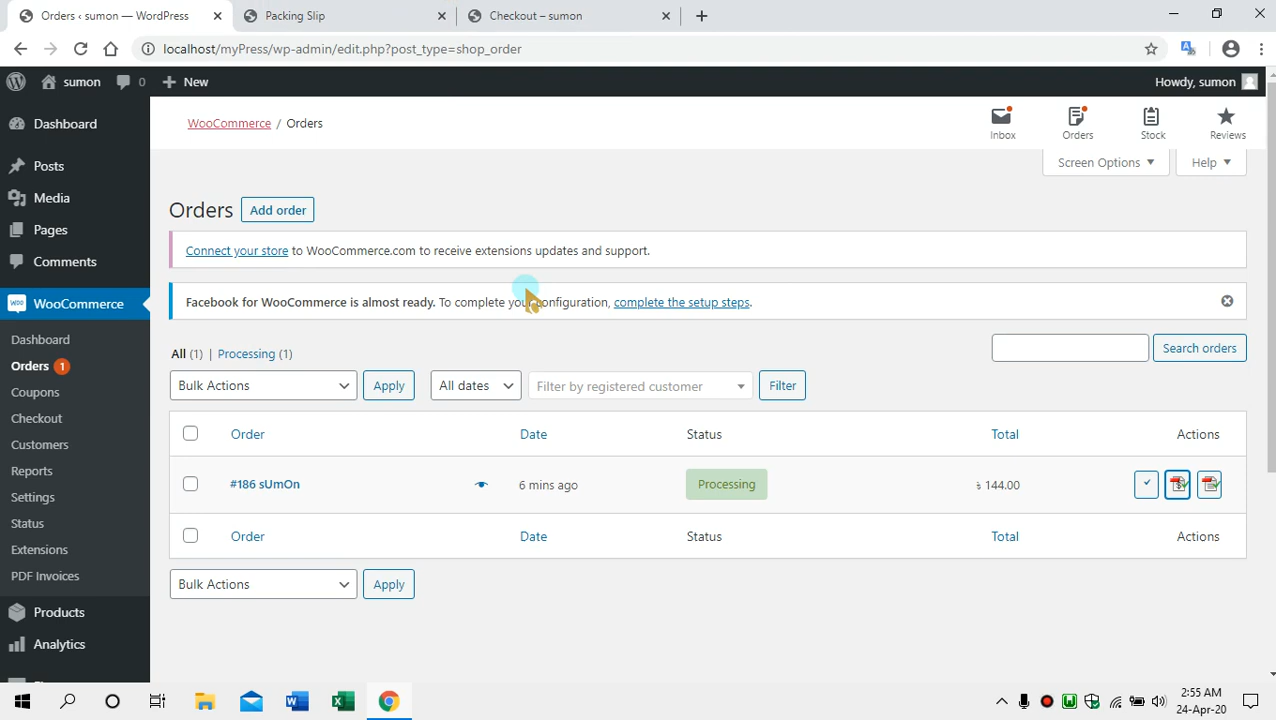 Orders ‹ sumon — WordPress
Packing Slip
Checkout – sumon
localhost/myPress/wp-admin/edit.php?post_type=shop_order
sumon
0
New
Howdy, sumon
Dashboard
Posts
Media
Pages
Comments
WooCommerce
Dashboard
Orders 1
Coupons
Checkout
Customers
Reports
Settings
Status
Extensions
PDF Invoices
Products
Analytics
WooCommerce / Orders
Inbox
Orders
Stock
Reviews
Screen Options
Help
Orders
Add order
Connect your store to WooCommerce.com to receive extensions updates and support.
Facebook for WooCommerce is almost ready. To complete your configuration, complete the setup steps.
All (1) | Processing (1)
Search orders
Bulk Actions
Apply
All dates
Filter by registered customer
Filter
Order
Date
Status
Total
Actions
#186 sUmOn
6 mins ago
Processing
৳ 144.00
Order
Date
Status
Total
Actions
Bulk Actions
Apply
2:55 AM
24-Apr-20